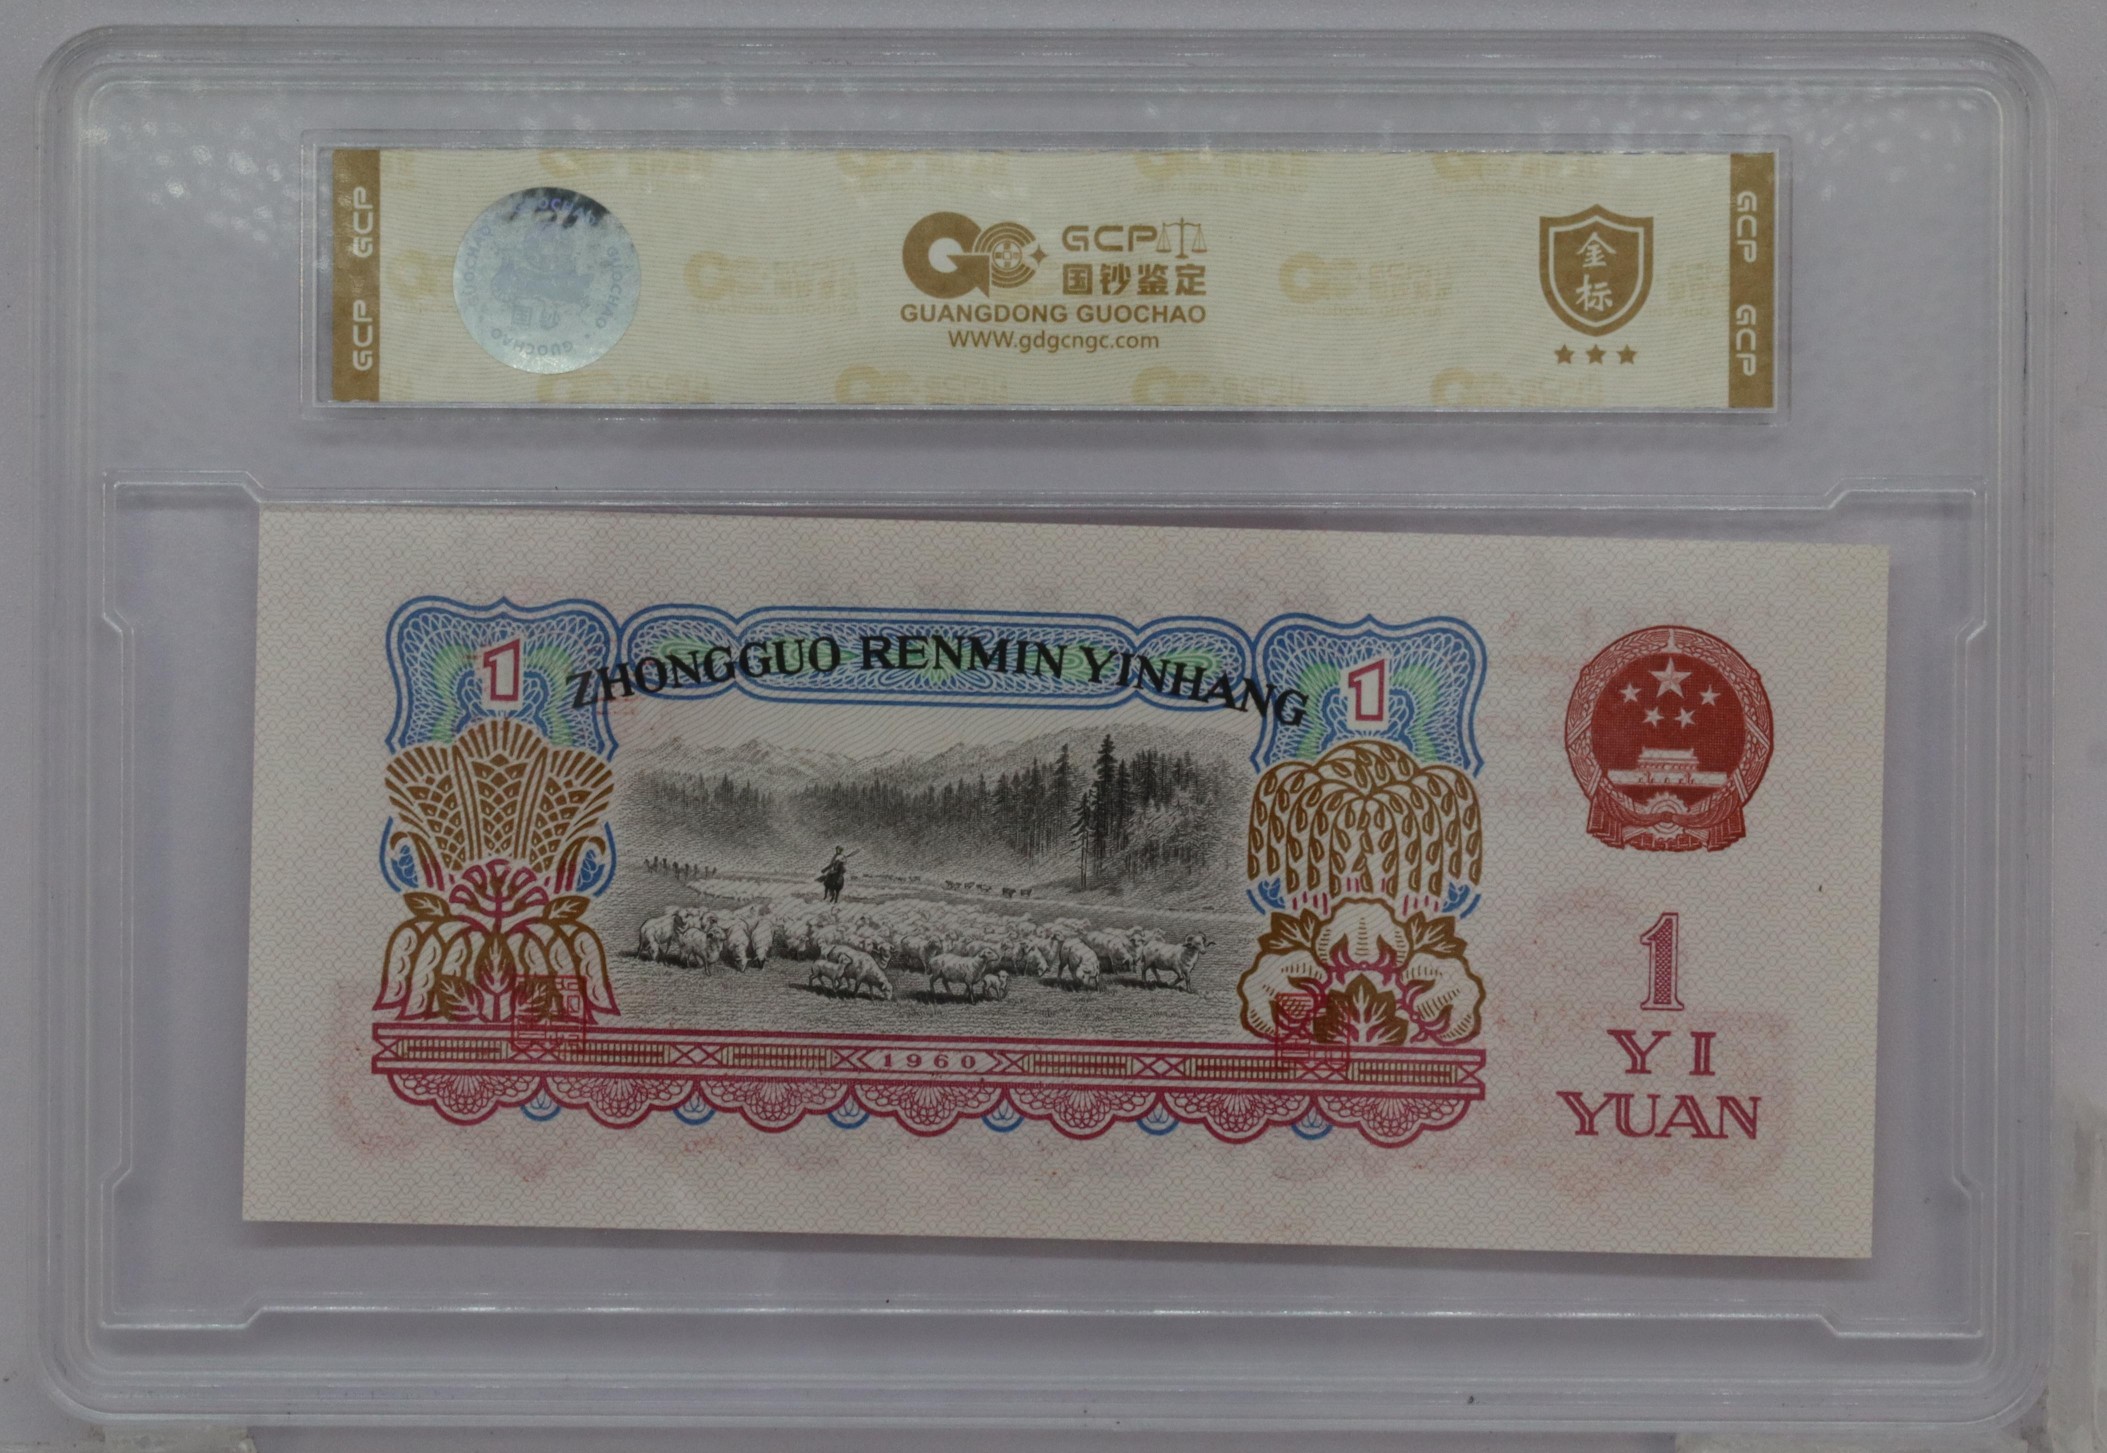 GCP GCP
GCP
国钞鉴定
GUANGDONG GUOCHAO
WWW.gdgcngc.com
金
标
GCP GCP
GUOCHAO
1
ZHONGGUO RENMIN YINHANG
1
1960
1
YI
YUAN